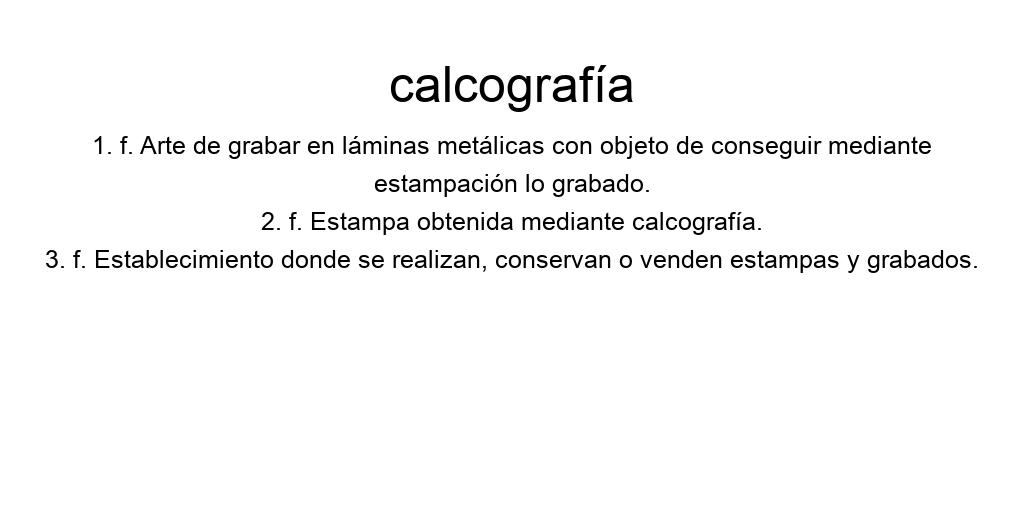 calcografía
1. f. Arte de grabar en láminas metálicas con objeto de conseguir mediante
estampación lo grabado.
2. f. Estampa obtenida mediante calcografía.
3. f. Establecimiento donde se realizan, conservan o venden estampas y grabados.